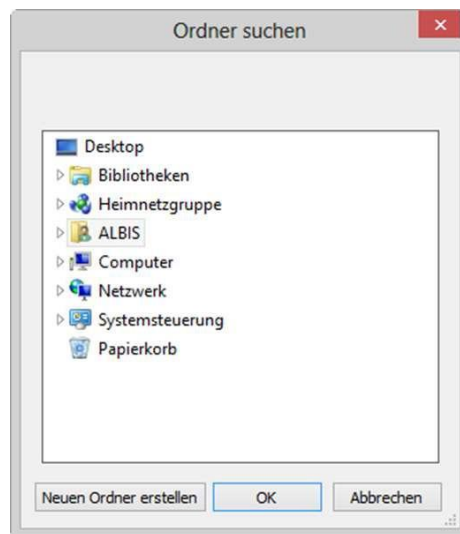 Ordner suchen
Desktop
Bibliotheken
Heimnetzgruppe
ALBIS
Computer
Netzwerk
Systemsteuerung
Papierkorb
Neuen Ordner erstellen OK Abbrechen